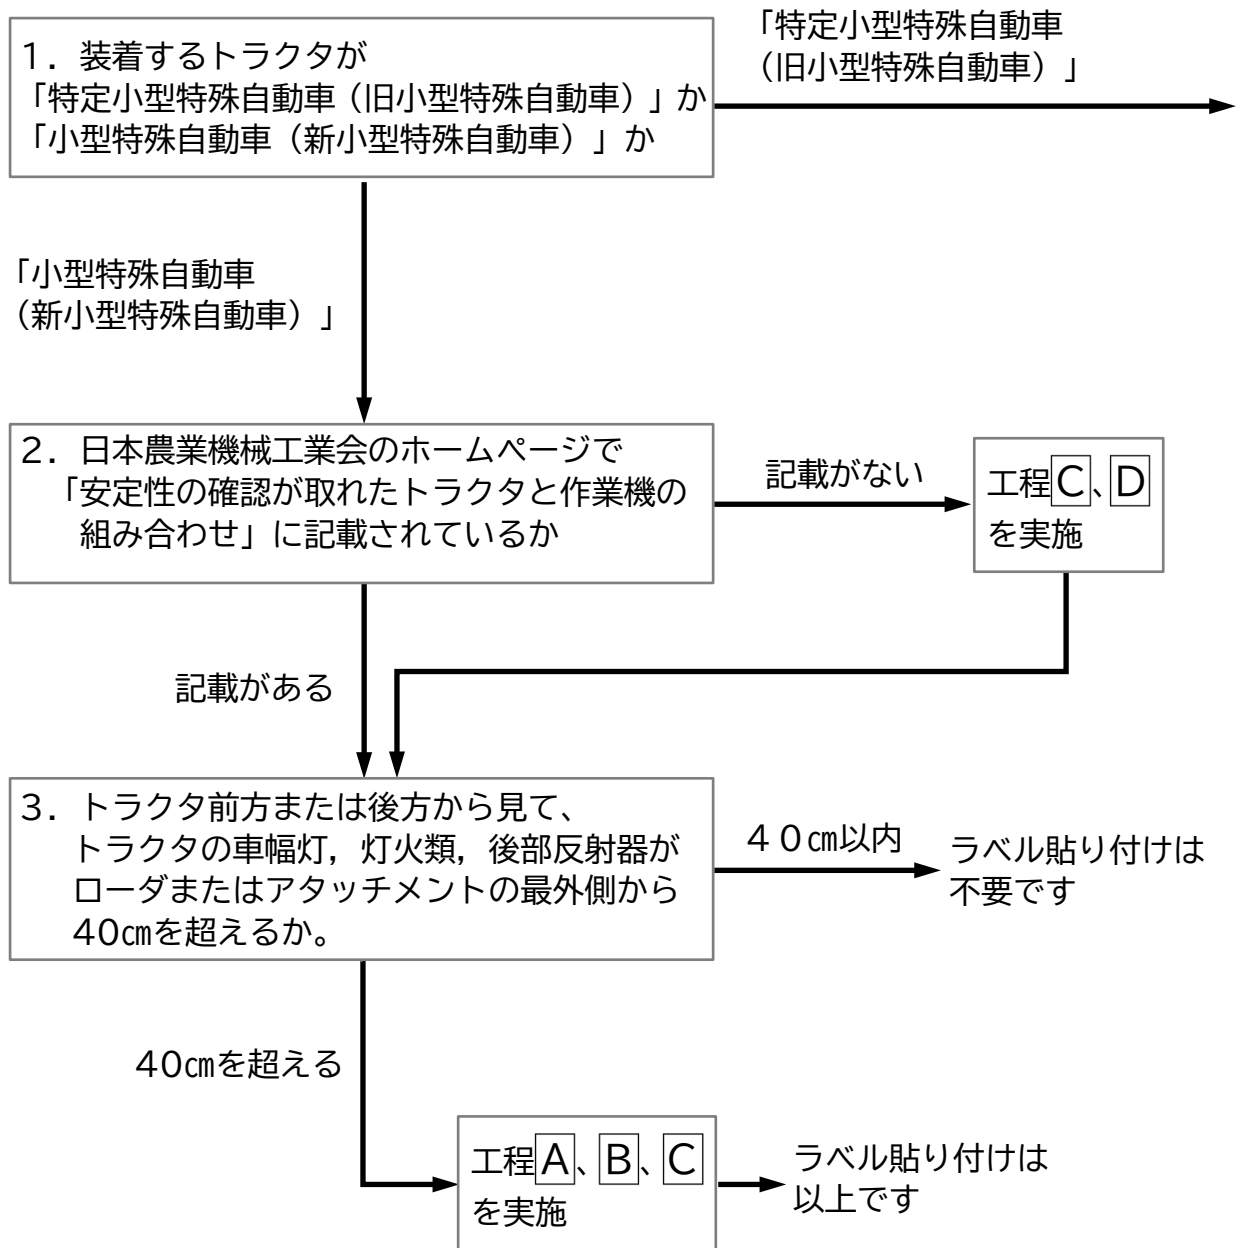 1．装着するトラクタが
「特定小型特殊自動車（旧小型特殊自動車）」か
「小型特殊自動車（新小型特殊自動車）」か
「特定小型特殊自動車
（旧小型特殊自動車）」
「小型特殊自動車
（新小型特殊自動車）」
2．日本農業機械工業会のホームページで
「安定性の確認が取れたトラクタと作業機の
組み合わせ」に記載されているか
記載がない
工程C、D
を実施
記載がある
3．トラクタ前方または後方から見て、
トラクタの車幅灯，灯火類，後部反射器が
ローダまたはアタッチメントの最外側から
40㎝を超えるか。
４０㎝以内
ラベル貼り付けは
不要です
40㎝を超える
工程A、B、C
を実施
ラベル貼り付けは
以上です